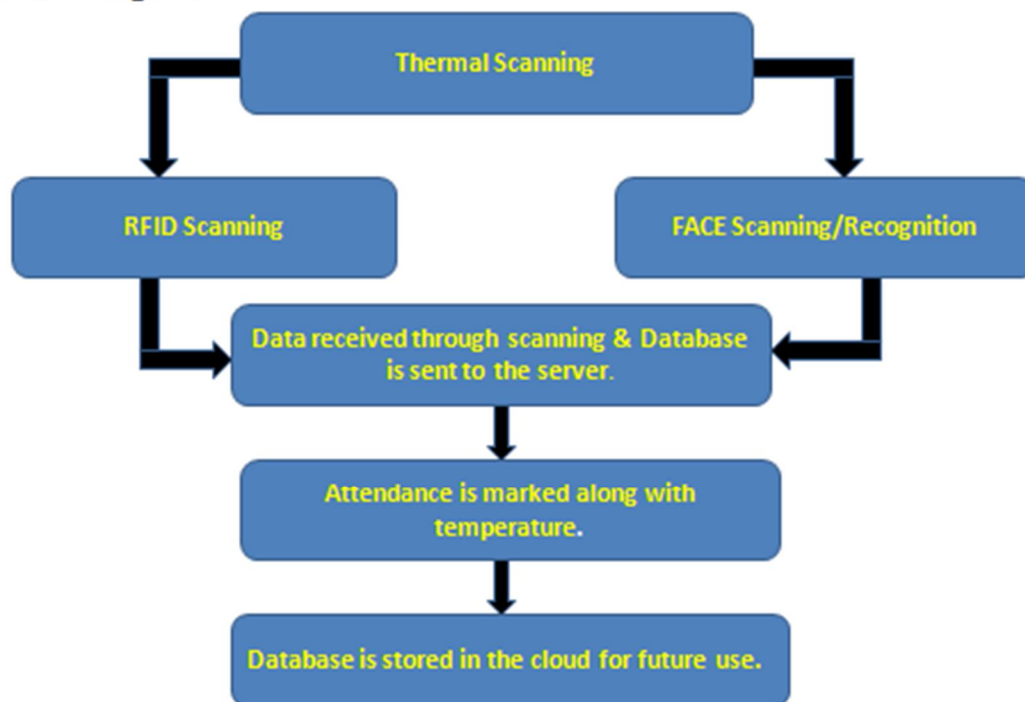 Thermal Scanning
RFID Scanning
FACE Scanning/Recognition
Data received through scanning & Database
is sent to the server.
Attendance is marked along with
temperature.
Database is stored in the cloud for future use.